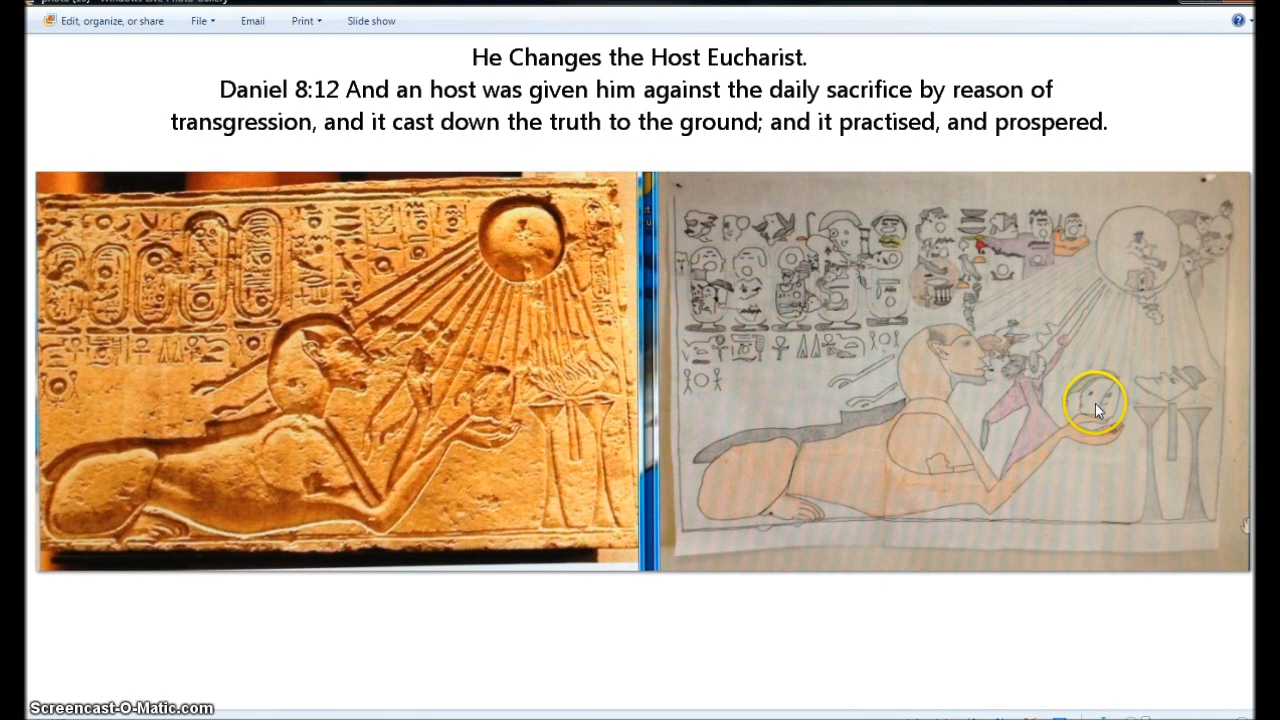 Edit, organize, or share File Email Print Slide show
He Changes the Host Eucharist.
Daniel 8:12 And an host was given him against the daily sacrifice by reason of
transgression, and it cast down the truth to the ground; and it practised, and prospered.
Screencast-O-Matic.com